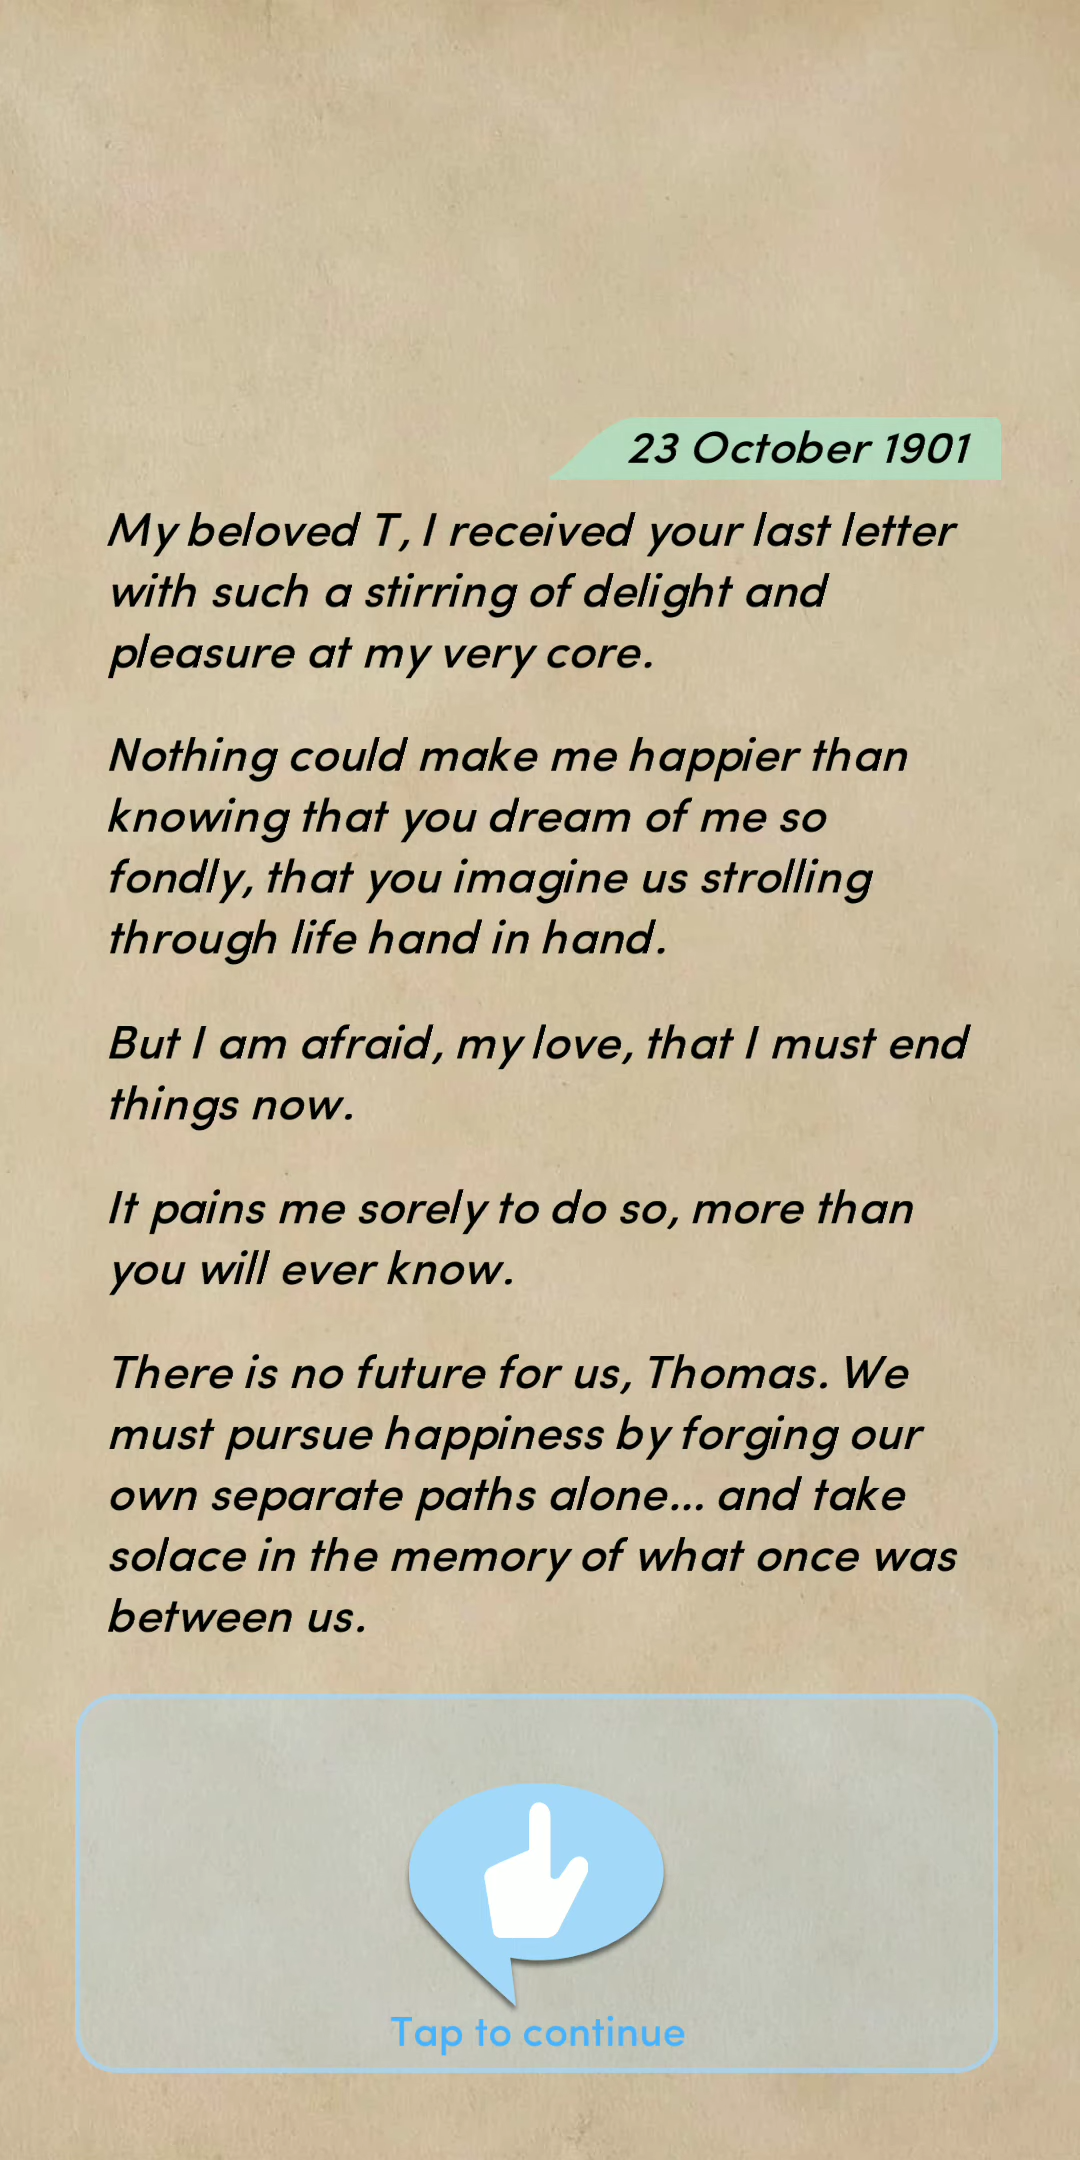 23 October 1901
My beloved T, I received your last letter
with such a stirring of delight and
pleasure at my very core.
Nothing could make me happier than
knowing that you dream of me so
fondly, that you imagine us strolling
through life hand in hand.
But I am afraid, my love, that I must end
things now.
It pains me sorely to do so, more than
you will ever know.
There is no future for us, Thomas. We
must pursue happiness by forging our
own separate paths alone... and take
solace in the memory of what once was
between us.
Tap to continue